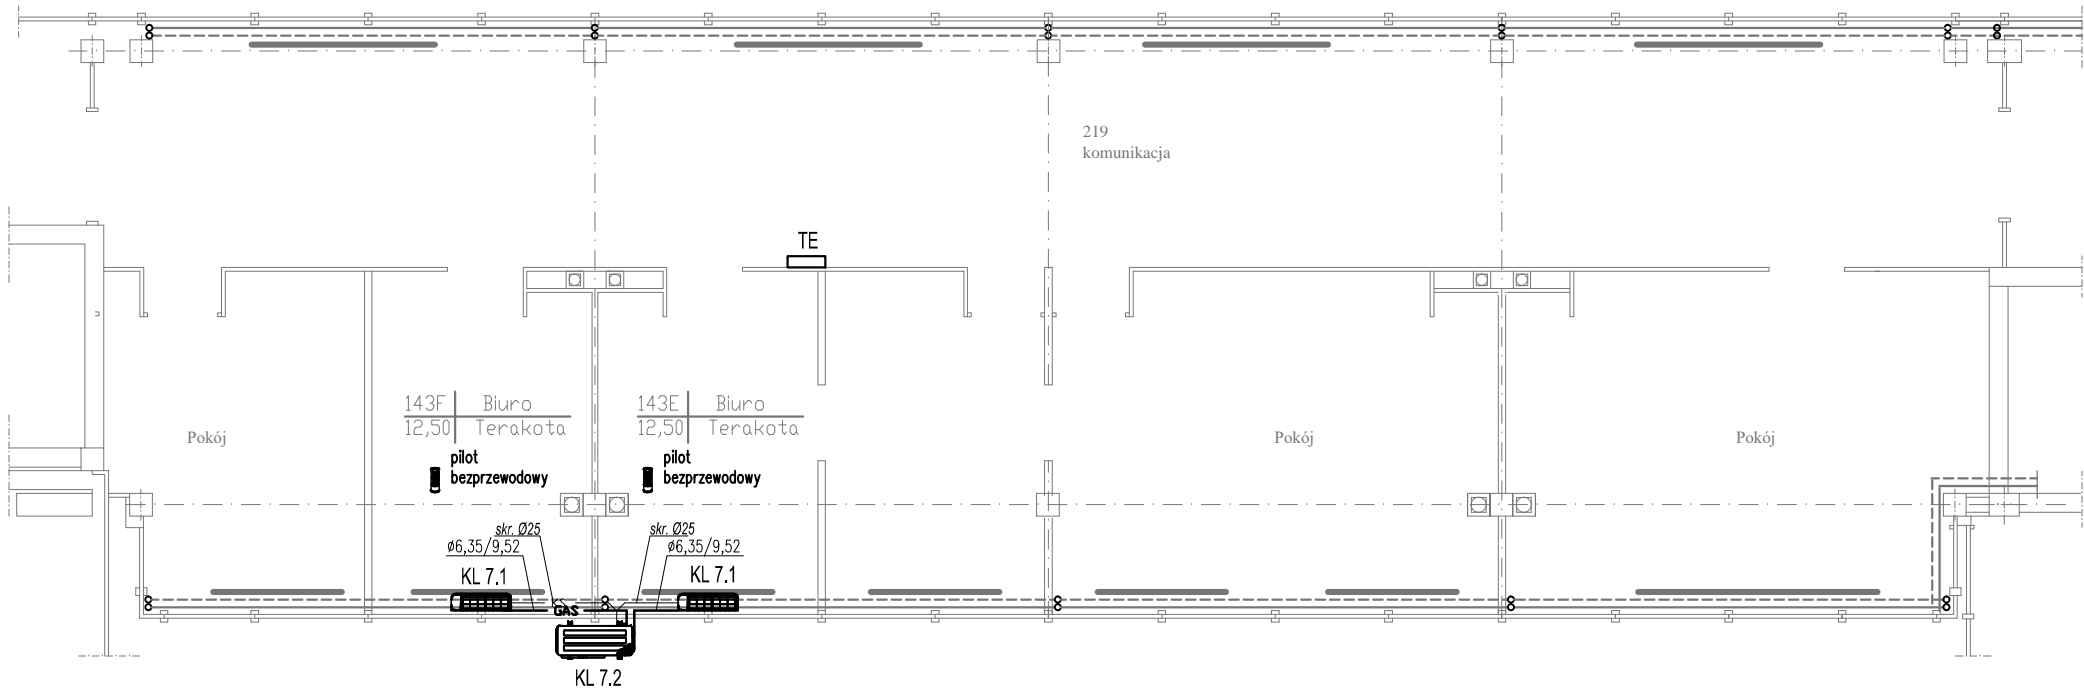 219
komunikacja
TE
143F Biuro
12,50 Terakota
143E Biuro
12,50 Terakota
Pokój
Pokój
Pokój
pilot
bezprzewodowy
pilot
bezprzewodowy
skr. Ø25
ø6,35/9,52
KL 7.1
skr. Ø25
ø6,35/9,52
KL 7.1
GAS
KL 7.2